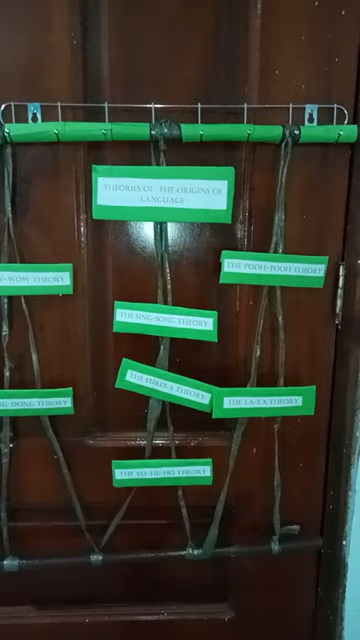 THEORIES OF THE ORIGINS OF
LANGUAGE
THE POOH-POOH THEORY
W-WOW THEORY
THE SING-SONG THEORY
THE EUREKA THEORY
THE LA-LA THEORY
NG-DONG THEORY
THE YO-HE-HO THEORY